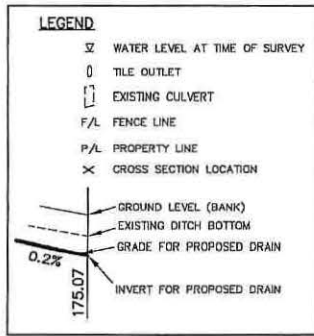 LEGEND
WATER LEVEL AT TIME OF SURVEY
TILE OUTLET
EXISTING CULVERT
F/L FENCE LINE
P/L PROPERTY LINE
CROSS SECTION LOCATION
GROUND LEVEL (BANK)
EXISTING DITCH BOTTOM
GRADE FOR PROPOSED DRAIN
0.2%
INVERT FOR PROPOSED DRAIN
175.07